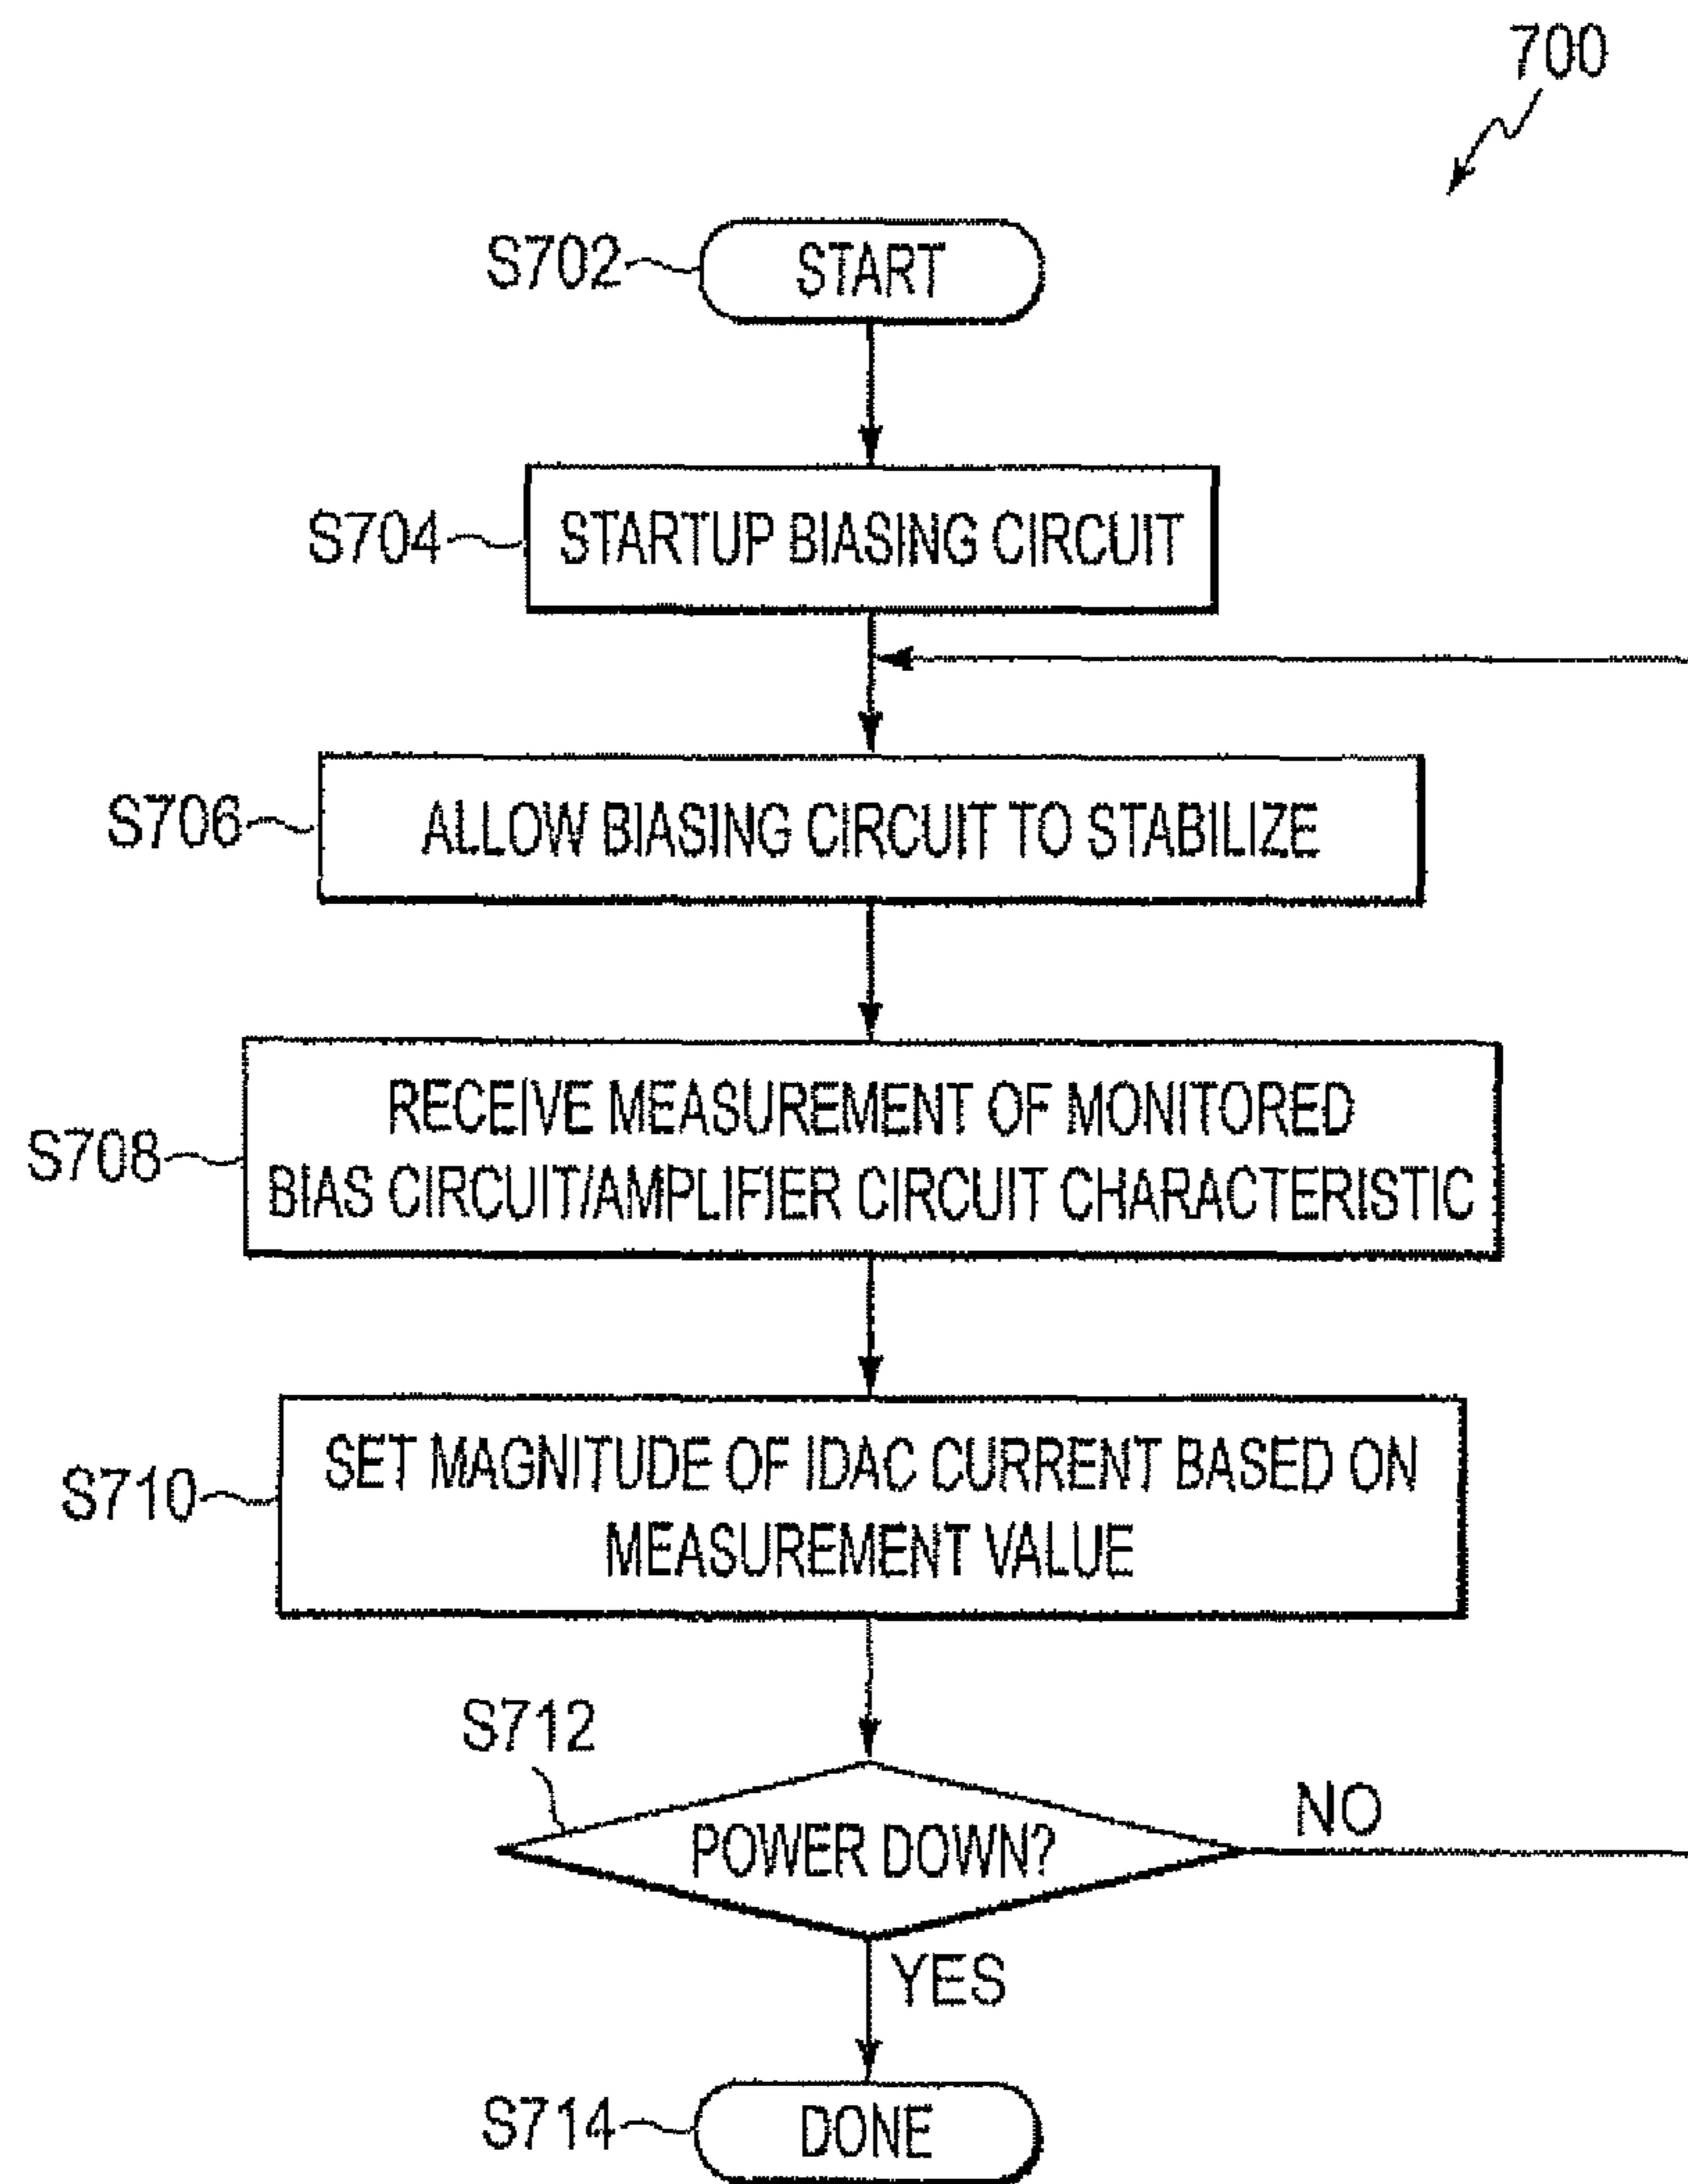 700
S702
START
S704
STARTUP BIASING CIRCUIT
S706
ALLOW BIASING CIRCUIT TO STABILIZE
S708
RECEIVE MEASUREMENT OF MONITORED
BIAS CIRCUIT/AMPLIFIER CIRCUIT CHARACTERISTIC
S710
SET MAGNITUDE OF IDAC CURRENT BASED ON
MEASUREMENT VALUE
S712
POWER DOWN?
NO
YES
S714
DONE